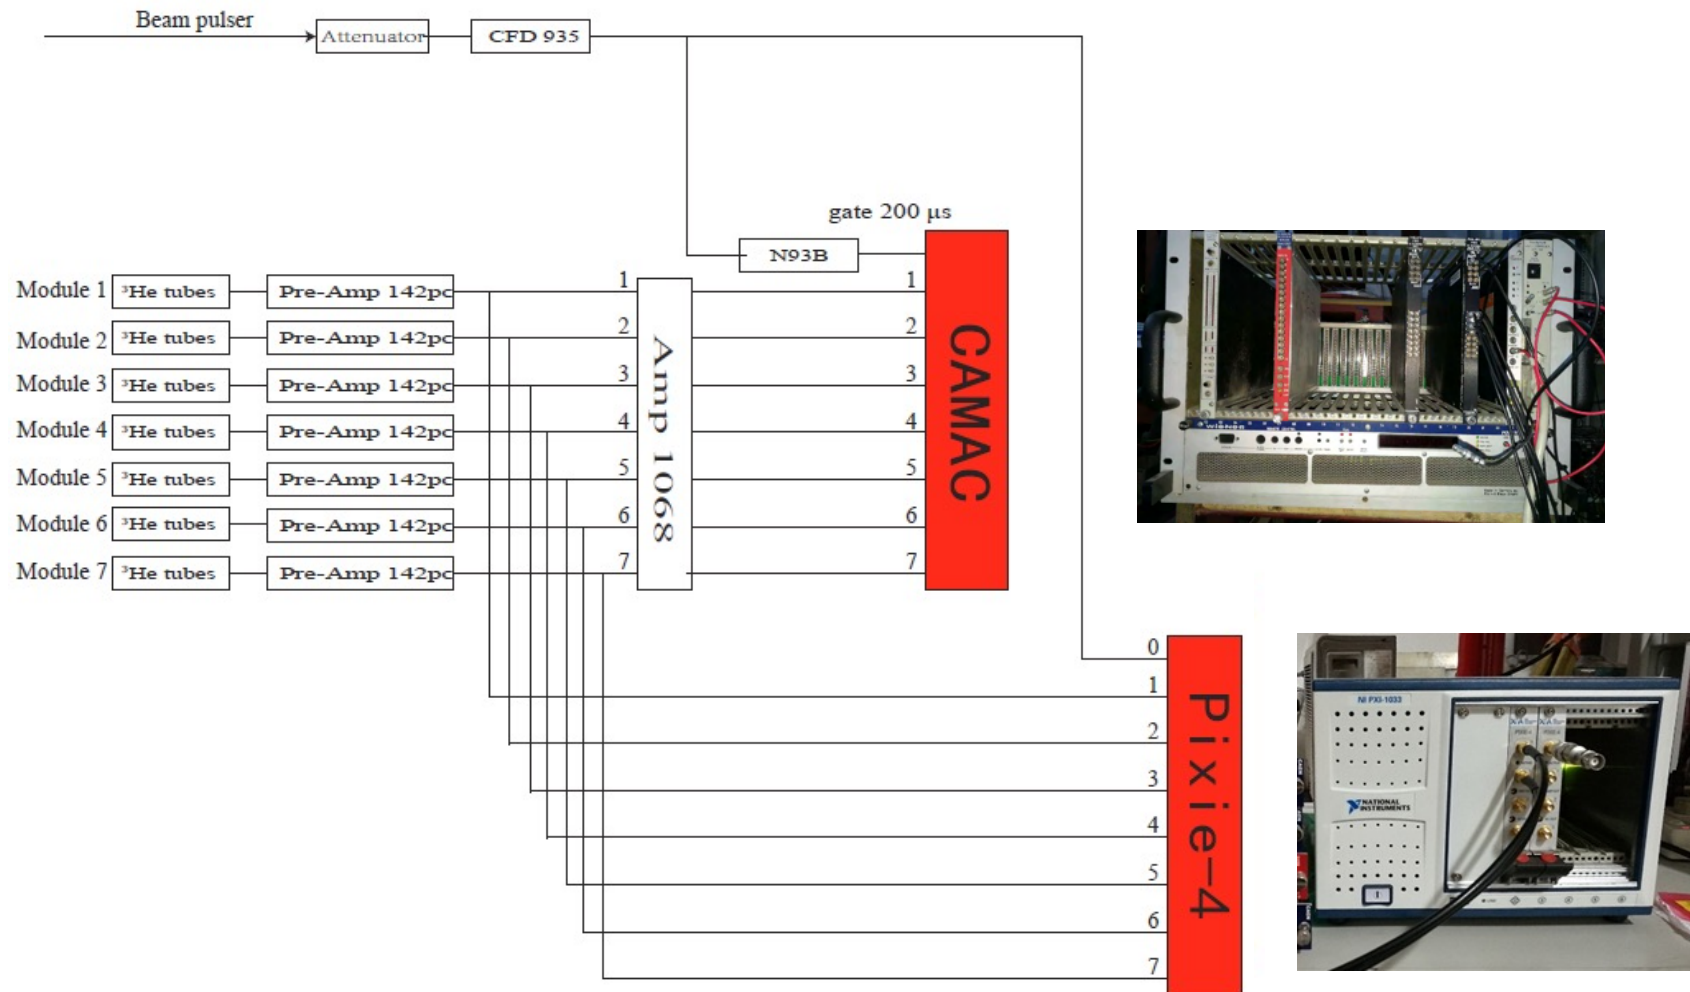 Beam pulser
Attenuator
CFD 935
gate 200 μs
N93B
Module 1 ³He tubes Pre-Amp 142pc 1 1
Module 2 ³He tubes Pre-Amp 142pc 2 2
Module 3 ³He tubes Pre-Amp 142pc 3 3
Module 4 ³He tubes Pre-Amp 142pc 4 4
Module 5 ³He tubes Pre-Amp 142pc 5 5
Module 6 ³He tubes Pre-Amp 142pc 6 6
Module 7 ³He tubes Pre-Amp 142pc 7 7
Amp 1068
CAMAC
0
1
2
3
4
5
6
7
Pixie-4
NI PXI-1033
NATIONAL
INSTRUMENTS